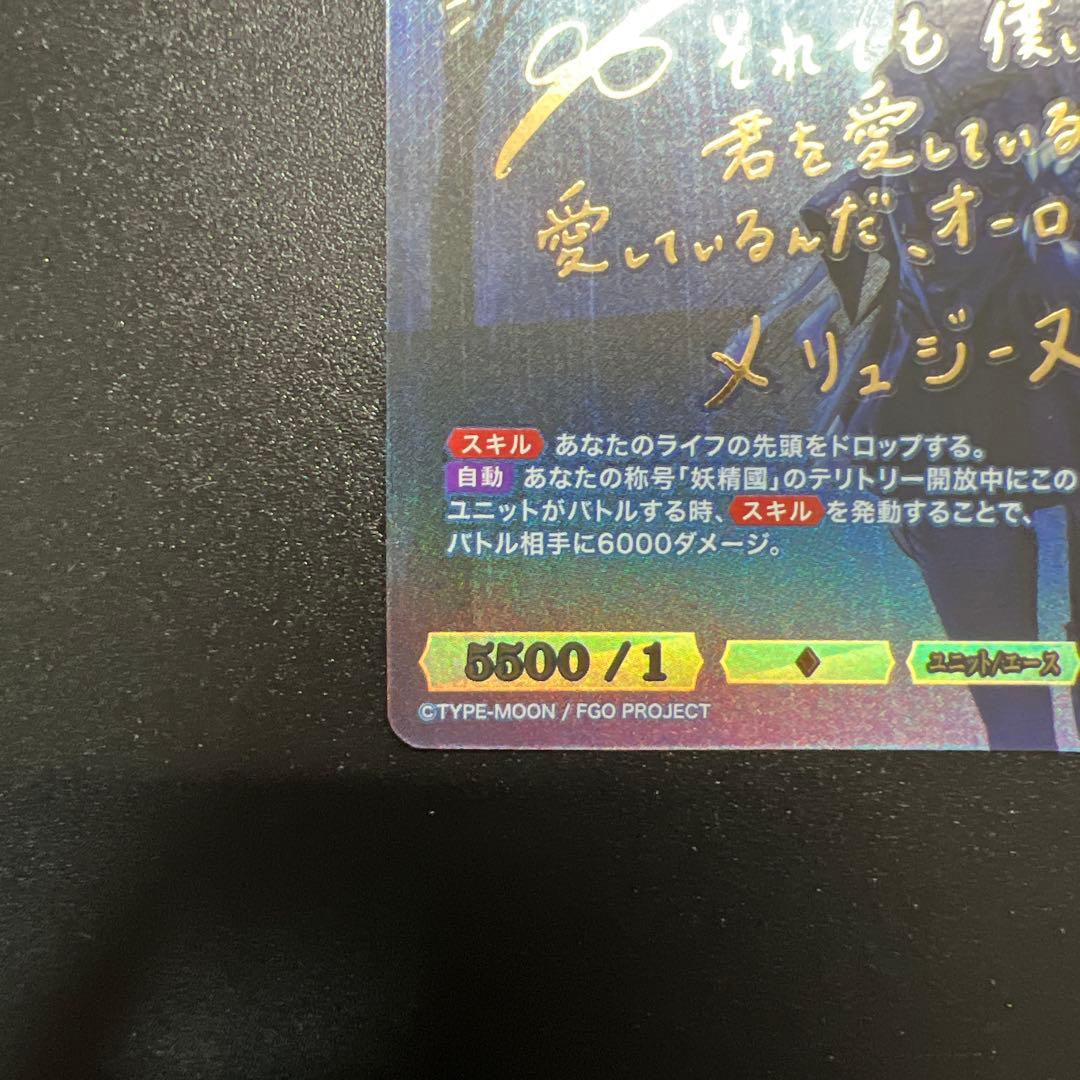 それでも 僕は
君を愛している
愛しているんだ、オーロ
メリュジーヌ
スキル あなたのライフの先頭をドロップする。
自動 あなたの称号「妖精國」のテリトリー開放中にこの
ユニットがバトルする時、スキルを発動することで、
バトル相手に6000ダメージ。
5500 / 1 ユニット/エース
©TYPE-MOON / FGO PROJECT